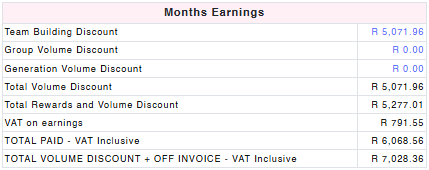 Months Earnings
Team Building Discount R 5,071.96
Group Volume Discount R 0.00
Generation Volume Discount R 0.00
Total Volume Discount R 5,071.96
Total Rewards and Volume Discount R 5,277.01
VAT on earnings R 791.55
TOTAL PAID - VAT Inclusive R 6,068.56
TOTAL VOLUME DISCOUNT + OFF INVOICE - VAT Inclusive R 7,028.36